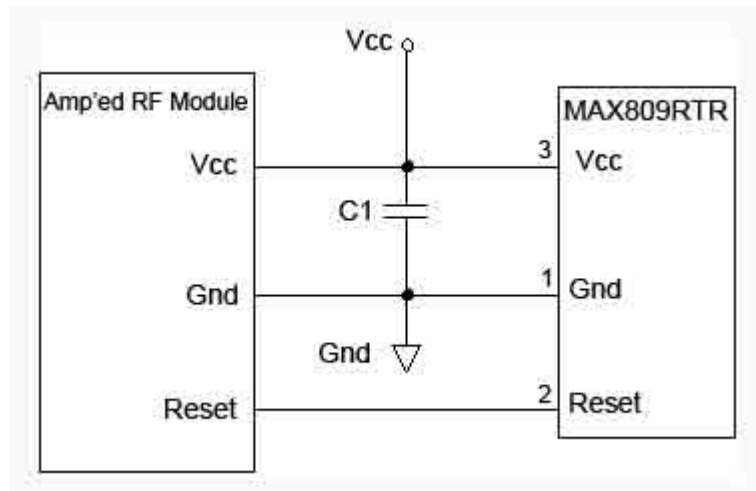 Vcc
Amp'ed RF Module
MAX809RTR
Vcc
3
Vcc
C1
Gnd
1
Gnd
Gnd
Reset
2
Reset